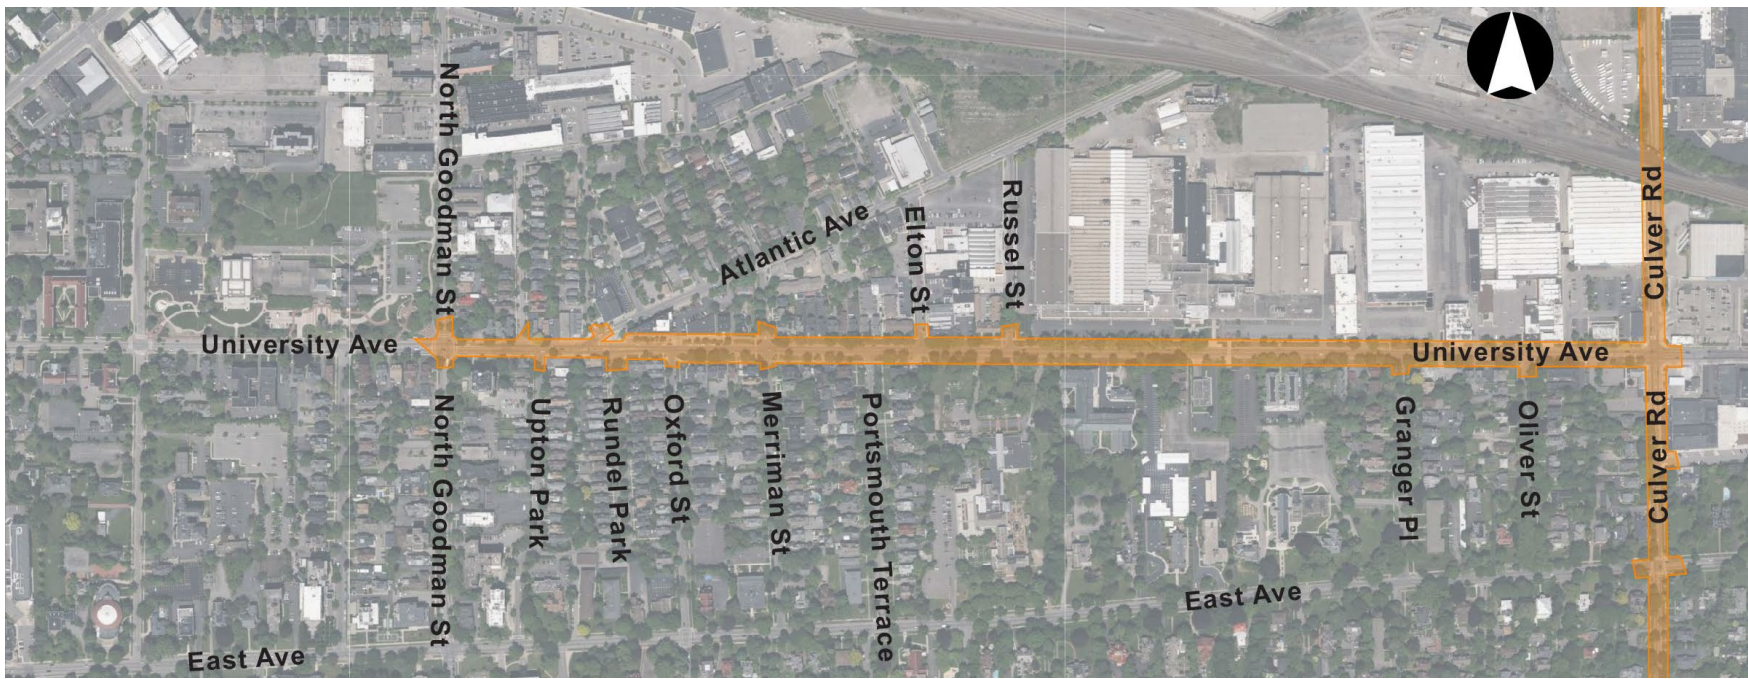 North Goodman St
Atlantic Ave
Elton St
Russel St
Culver Rd
University Ave
University Ave
North Goodman St
Upton Park
Rundel Park
Oxford St
Merriman St
Portsmouth Terrace
Granger Pl
Oliver St
Culver Rd
East Ave
East Ave